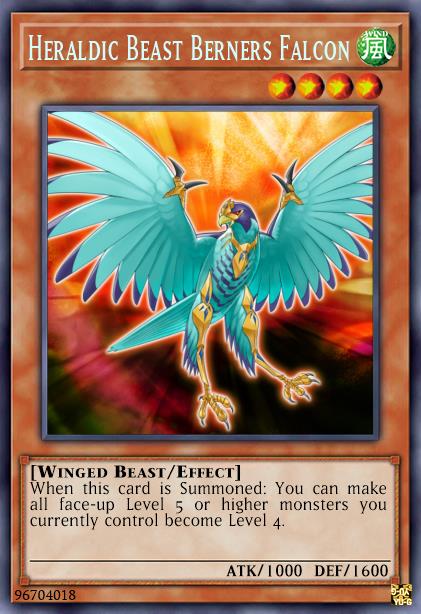 Heraldic Beast Berners Falcon
WIND
風
[Winged Beast/Effect]
When this card is Summoned: You can make
all face-up Level 5 or higher monsters you
currently control become Level 4.
ATK/1000 DEF/1600
96704018